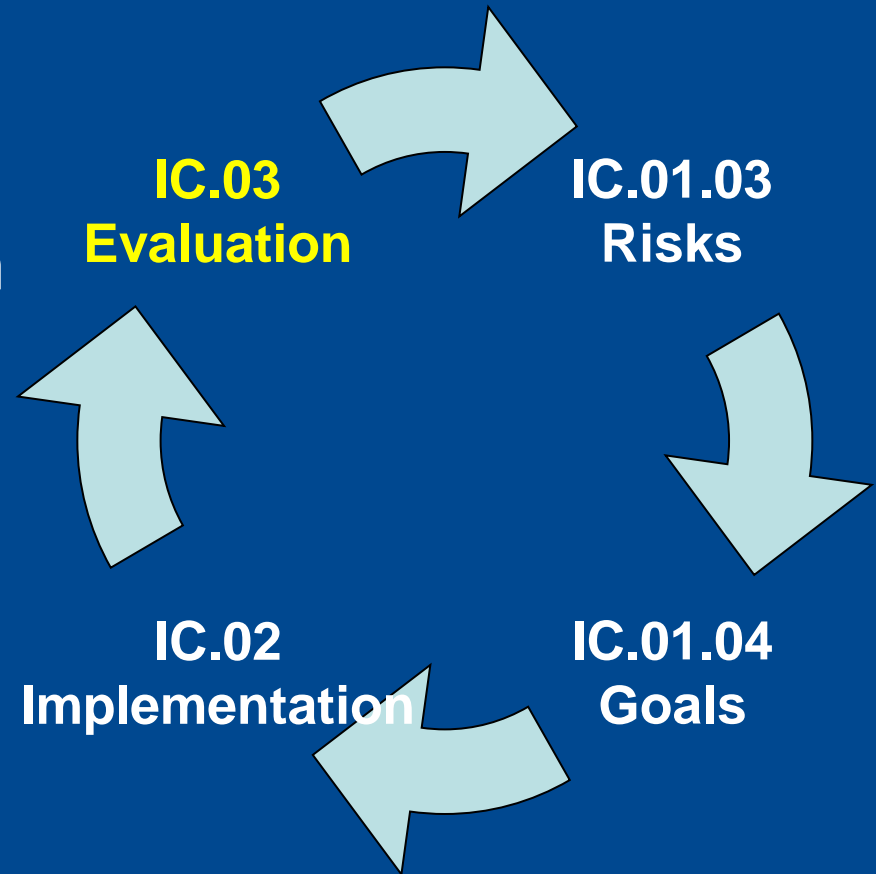 IC.03
Evaluation
IC.01.03
Risks
IC.02
Implementation
IC.01.04
Goals